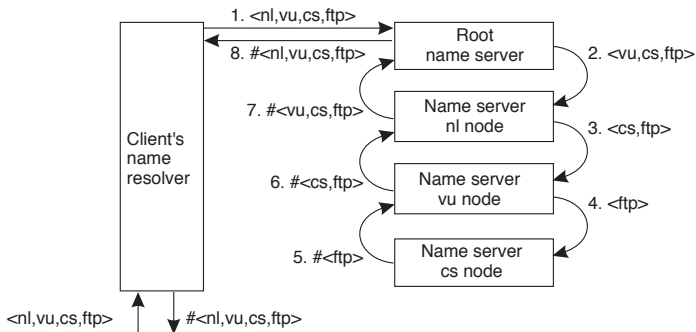 1. <nl,vu,cs,ftp>
Root
name server
8. #<nl,vu,cs,ftp>
2. <vu,cs,ftp>
7. #<vu,cs,ftp>
Name server
nl node
3. <cs,ftp>
Client's
name
resolver
6. #<cs,ftp>
Name server
vu node
4. <ftp>
5. #<ftp>
Name server
cs node
<nl,vu,cs,ftp>
#<nl,vu,cs,ftp>